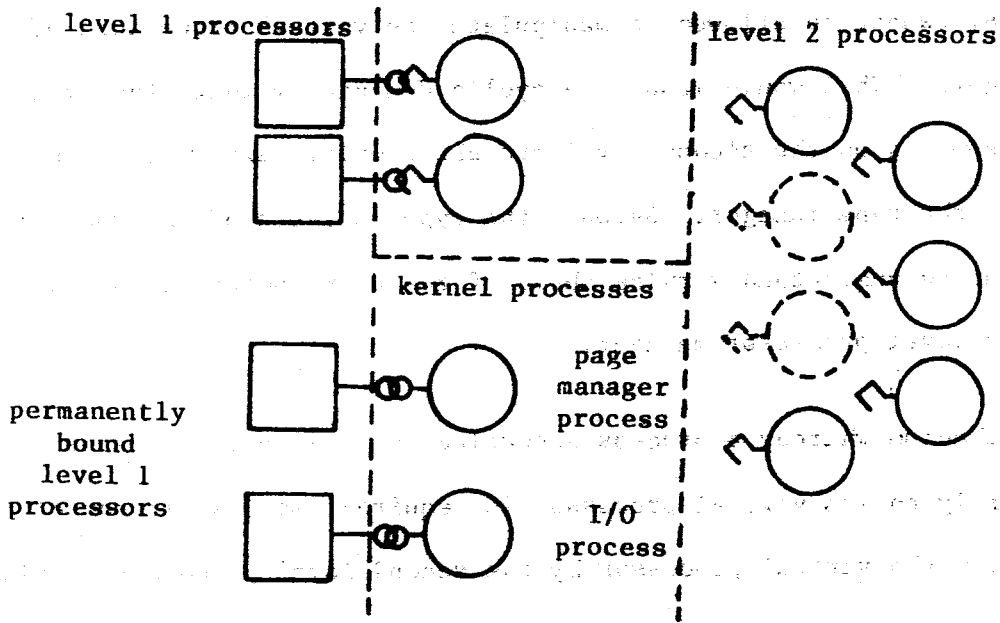 level 1 processors
level 2 processors
kernel processes
page
manager
process
permanently
bound
level 1
processors
I/O
process